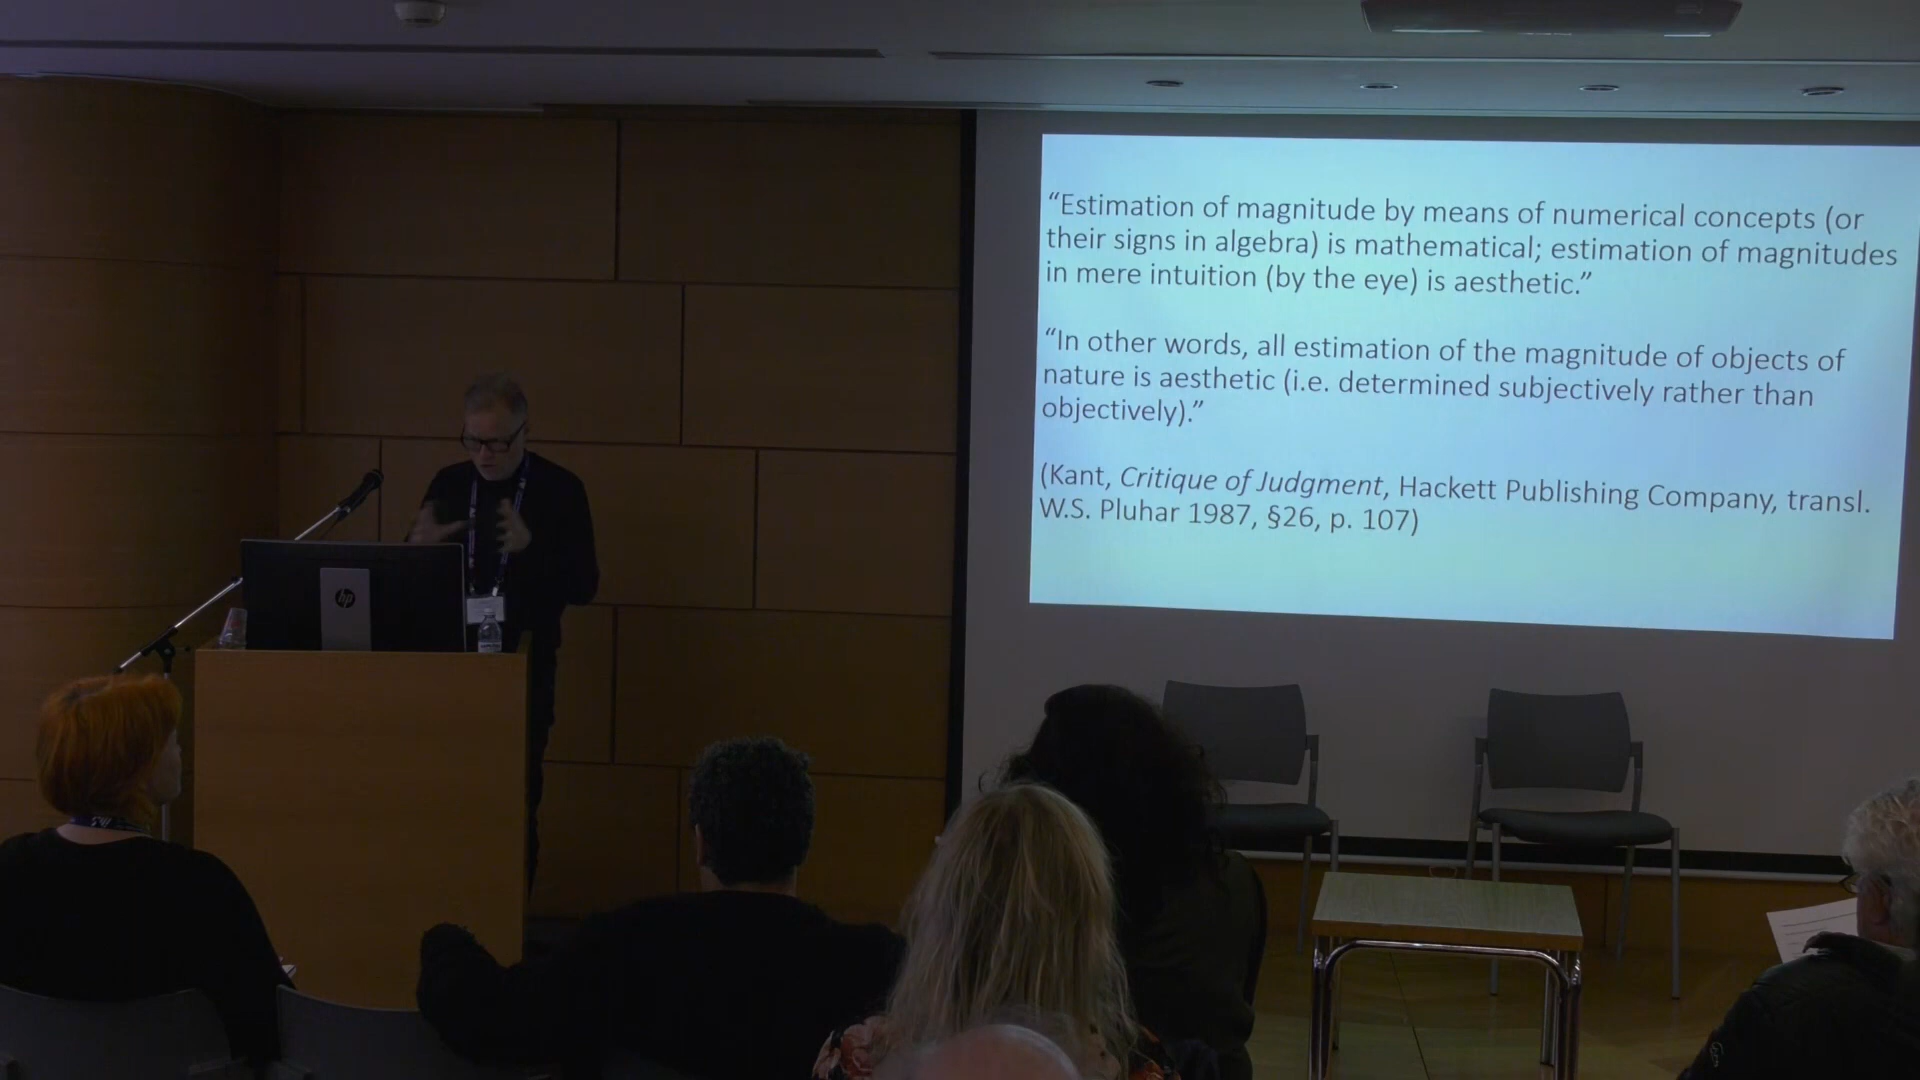 “Estimation of magnitude by means of numerical concepts (or
their signs in algebra) is mathematical; estimation of magnitudes
in mere intuition (by the eye) is aesthetic.”
“In other words, all estimation of the magnitude of objects of
nature is aesthetic (i.e. determined subjectively rather than
objectively).”
(Kant, Critique of Judgment, Hackett Publishing Company, transl.
W.S. Pluhar 1987, §26, p. 107)
hp